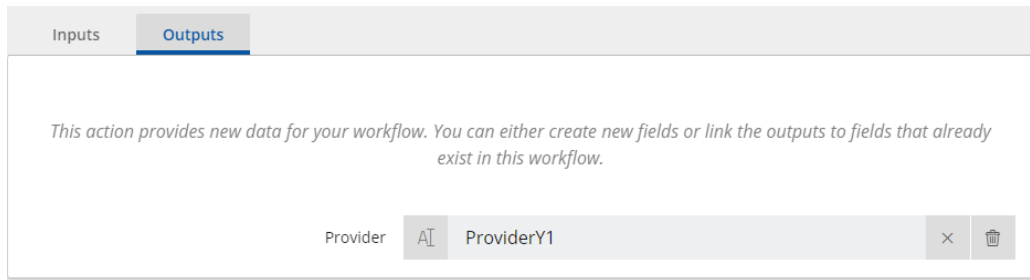 Inputs
Outputs
This action provides new data for your workflow. You can either create new fields or link the outputs to fields that already
exist in this workflow.
Provider
ProviderY1